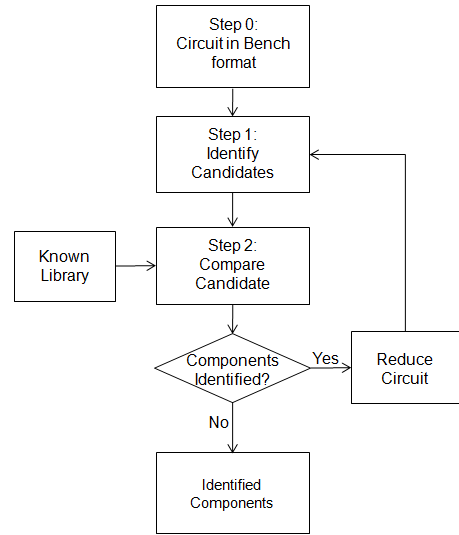 Step 0:
Circuit in Bench
format
Step 1:
Identify
Candidates
Known
Library
Step 2:
Compare
Candidate
Components
Identified?
Yes
Reduce
Circuit
No
Identified
Components